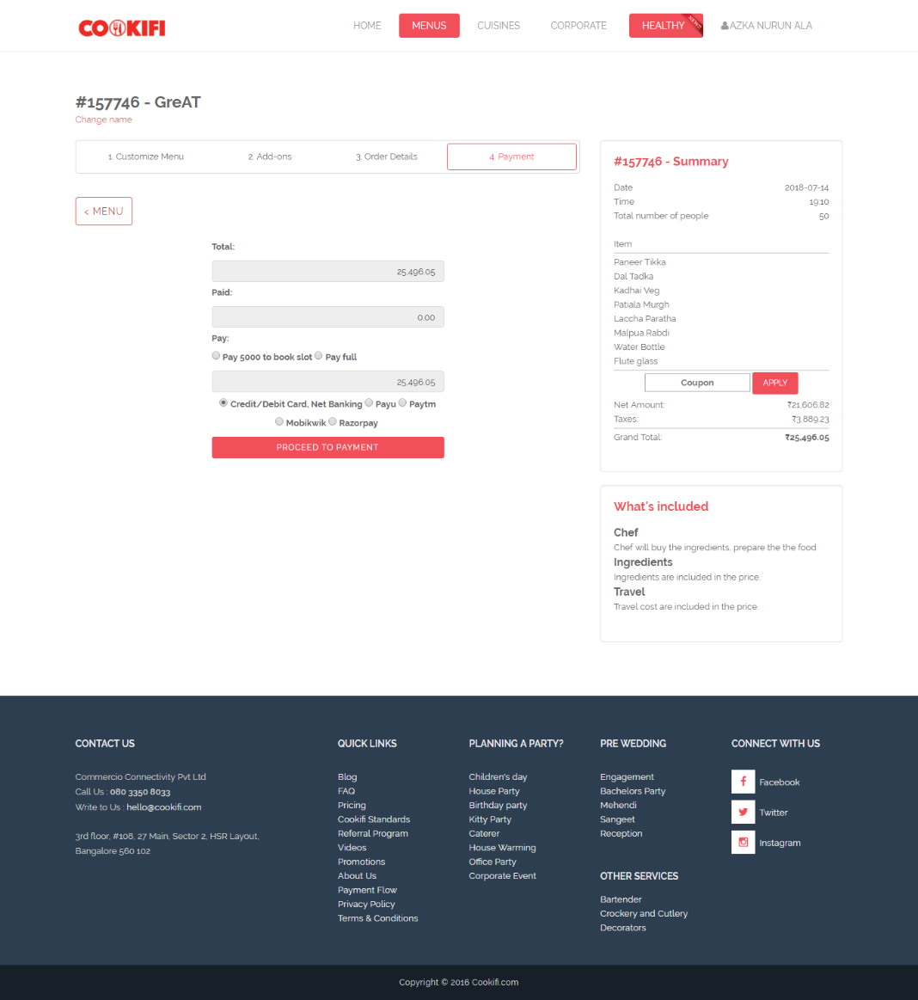 COOKIFI
HOME
MENUS
CUISINES
CORPORATE
HEALTHY
NEW!!
AZKA NURUN ALA
#157746 - GreAT
Change name
1. Customize Menu
2. Add-ons
3. Order Details
4. Payment
< MENU
Total:
25,496.05
Paid:
0.00
Pay:
Pay 5000 to book slot Pay full
25,496.05
Credit/Debit Card, Net Banking Payu Paytm
Mobikwik Razorpay
PROCEED TO PAYMENT
#157746 - Summary
Date 2018-07-14
Time 19:10
Total number of people 50
Item
Paneer Tikka
Dal Tadka
Kadhai Veg
Patiala Murgh
Laccha Paratha
Malpua Rabdi
Water Bottle
Flute glass
Coupon APPLY
Net Amount: ₹21,606.82
Taxes: ₹3,889.23
Grand Total: ₹25,496.05
What's included
Chef
Chef will buy the ingredients, prepare the the food
Ingredients
Ingredients are included in the price.
Travel
Travel cost are included in the price.
CONTACT US
Commercio Connectivity Pvt Ltd
Call Us : 080 3350 8033
Write to Us : hello@cookifi.com
3rd floor, #108, 27 Main, Sector 2, HSR Layout,
Bangalore 560 102
QUICK LINKS
Blog
FAQ
Pricing
Cookifi Standards
Referral Program
Videos
Promotions
About Us
Payment Flow
Privacy Policy
Terms & Conditions
PLANNING A PARTY?
Children's day
House Party
Birthday party
Kitty Party
Caterer
House Warming
Office Party
Corporate Event
PRE WEDDING
Engagement
Bachelors Party
Mehendi
Sangeet
Reception
OTHER SERVICES
Bartender
Crockery and Cutlery
Decorators
CONNECT WITH US
Facebook
Twitter
Instagram
Copyright © 2016 Cookifi.com